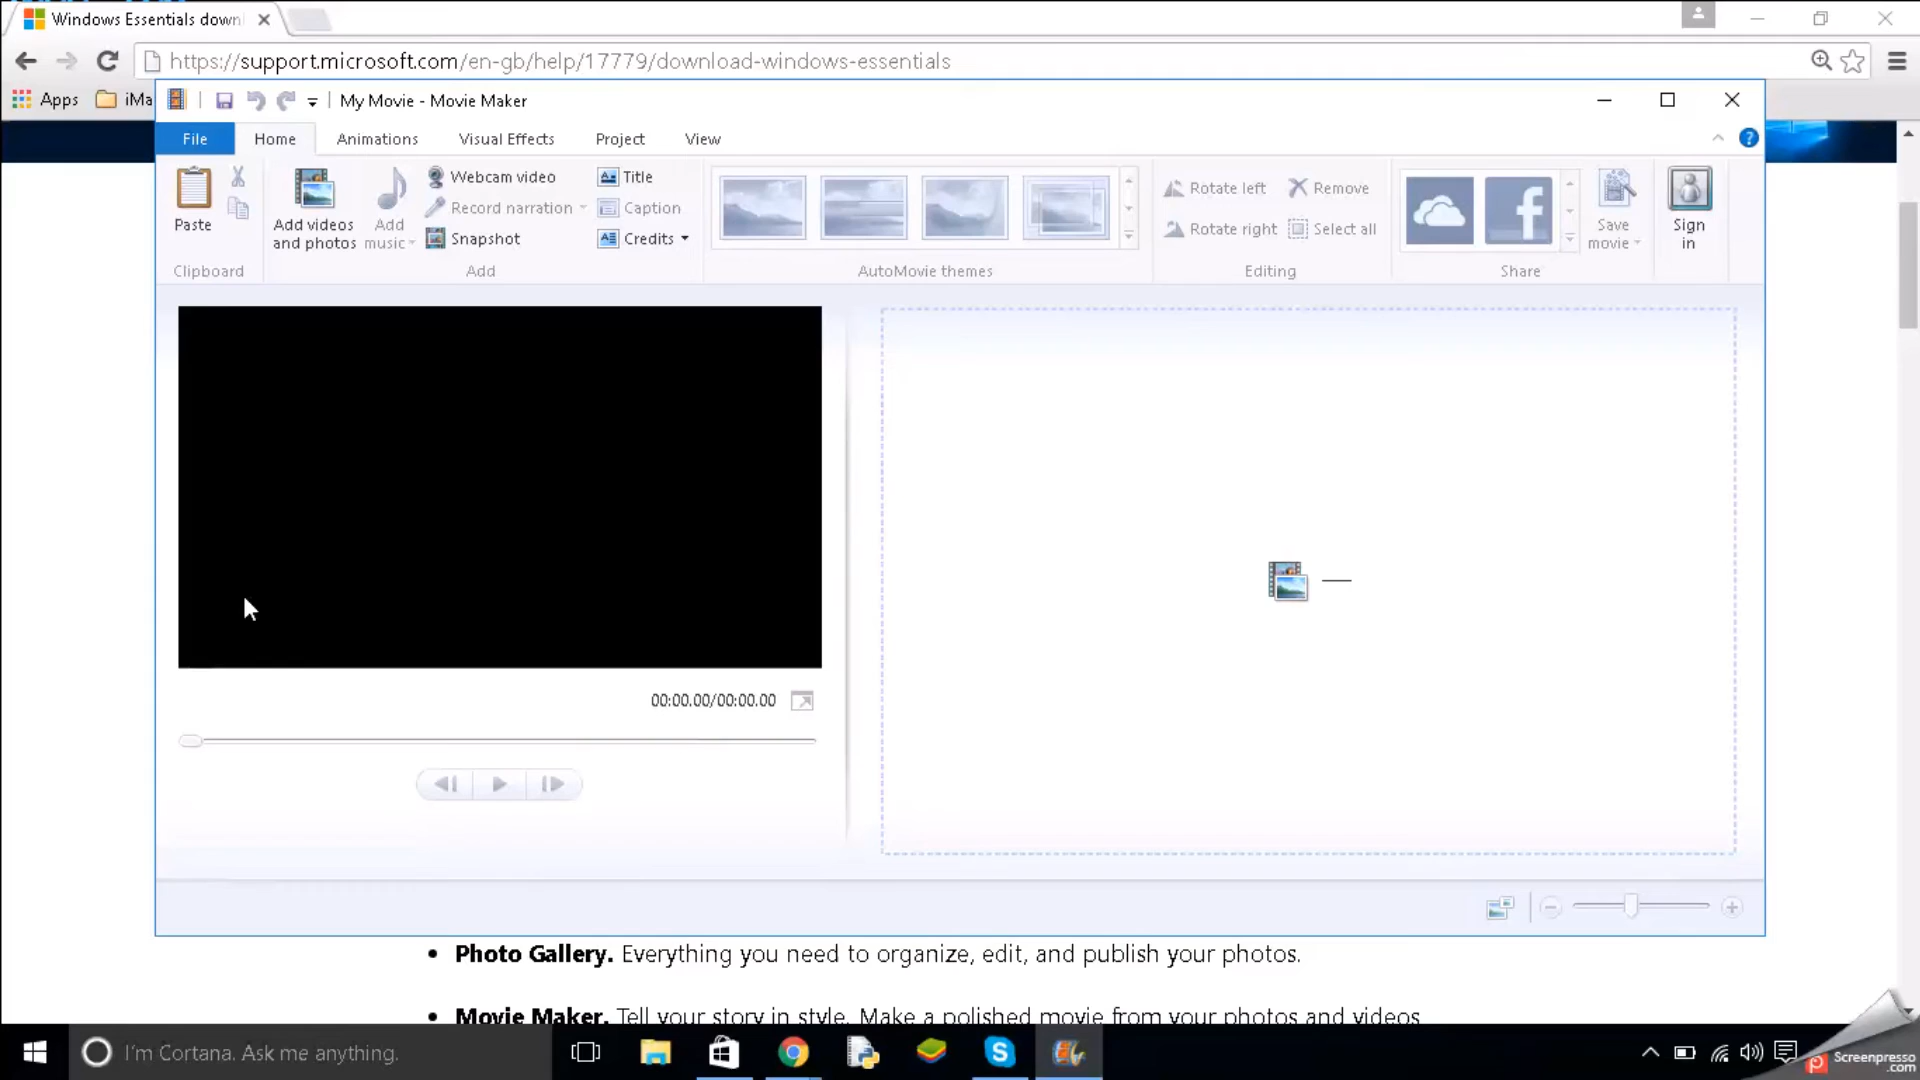 Windows Essentials down
https://support.microsoft.com/en-gb/help/17779/download-windows-essentials
Apps
iMa
My Movie - Movie Maker
File
Home
Animations
Visual Effects
Project
View
Paste
Clipboard
Add videos
and photos
Add
music
Webcam video
Record narration
Snapshot
Title
Caption
Credits
Add
AutoMovie themes
Rotate left
Remove
Rotate right
Select all
Editing
Save
movie
Share
Sign
in
00:00.00/00:00.00
• Photo Gallery. Everything you need to organize, edit, and publish your photos.
• Movie Maker. Tell your story in style. Make a polished movie from your photos and videos
I'm Cortana. Ask me anything.
Screenpresso
.com